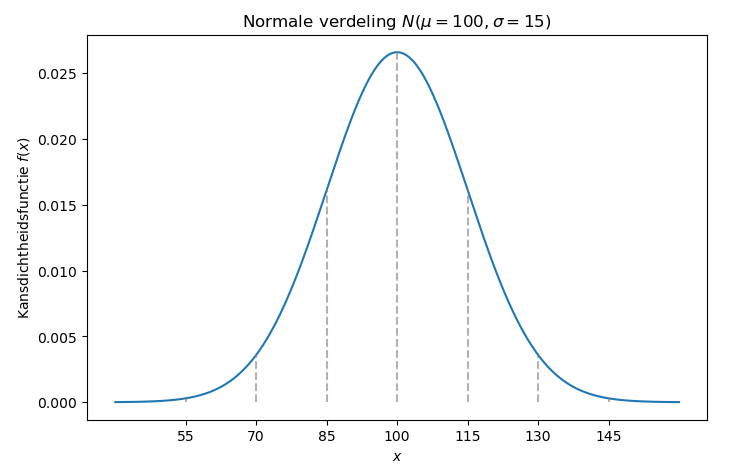 Normale verdeling N(μ = 100, σ = 15)
Kansdichtheidsfunctie f(x)
0.025
0.020
0.015
0.010
0.005
0.000
55 70 85 100 115 130 145
x